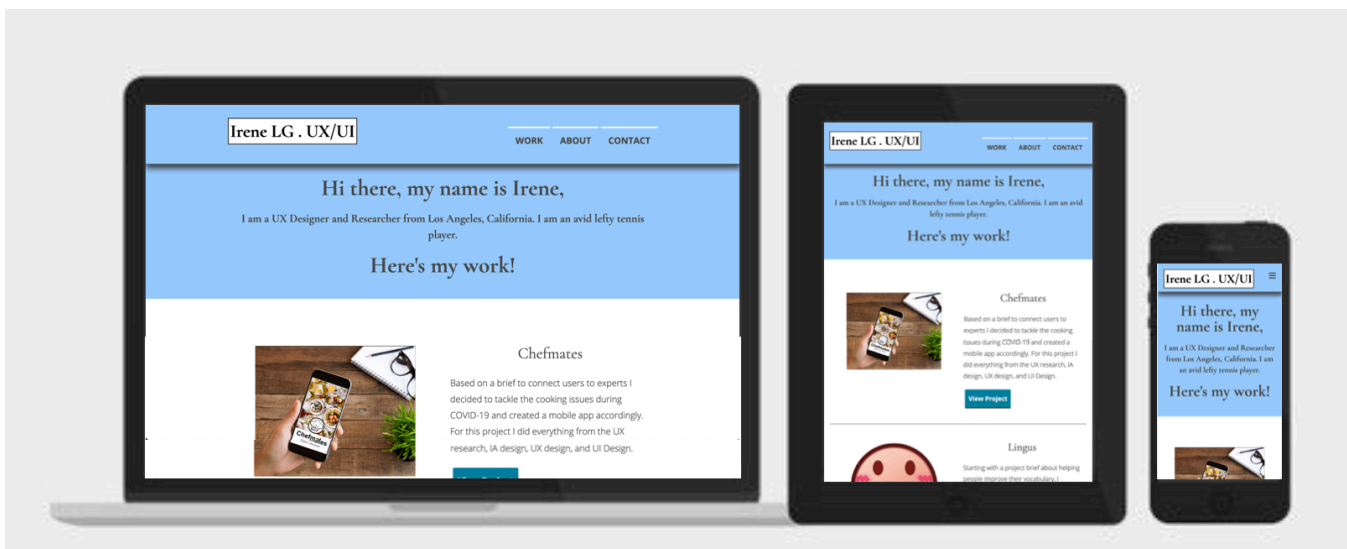 Irene LG . UX/UI
WORK ABOUT CONTACT
Hi there, my name is Irene,
I am a UX Designer and Researcher from Los Angeles, California. I am an avid lefty tennis
player.
Here's my work!
Chefmates
Based on a brief to connect users to experts I
decided to tackle the cooking issues during
COVID-19 and created a mobile app accordingly.
For this project I did everything from the UX
research, IA design, UX design, and UI Design.
Chefmates
Irene LG . UX/UI
WORK ABOUT CONTACT
Hi there, my name is Irene,
I am a UX Designer and Researcher from Los Angeles, California. I am an avid
lefty tennis player.
Here's my work!
Chefmates
Based on a brief to connect users to
experts I decided to tackle the cooking
issues during COVID-19 and created a
mobile app accordingly. For this project I
did everything from the UX research, IA
design, UX design, and UI Design.
View Project
Lingus
Starting with a project brief about helping
people improve their vocabulary, I
Irene LG . UX/UI
Hi there, my
name is Irene,
I am a UX Designer and Researcher
from Los Angeles, California. I am
an avid lefty tennis player.
Here's my work!